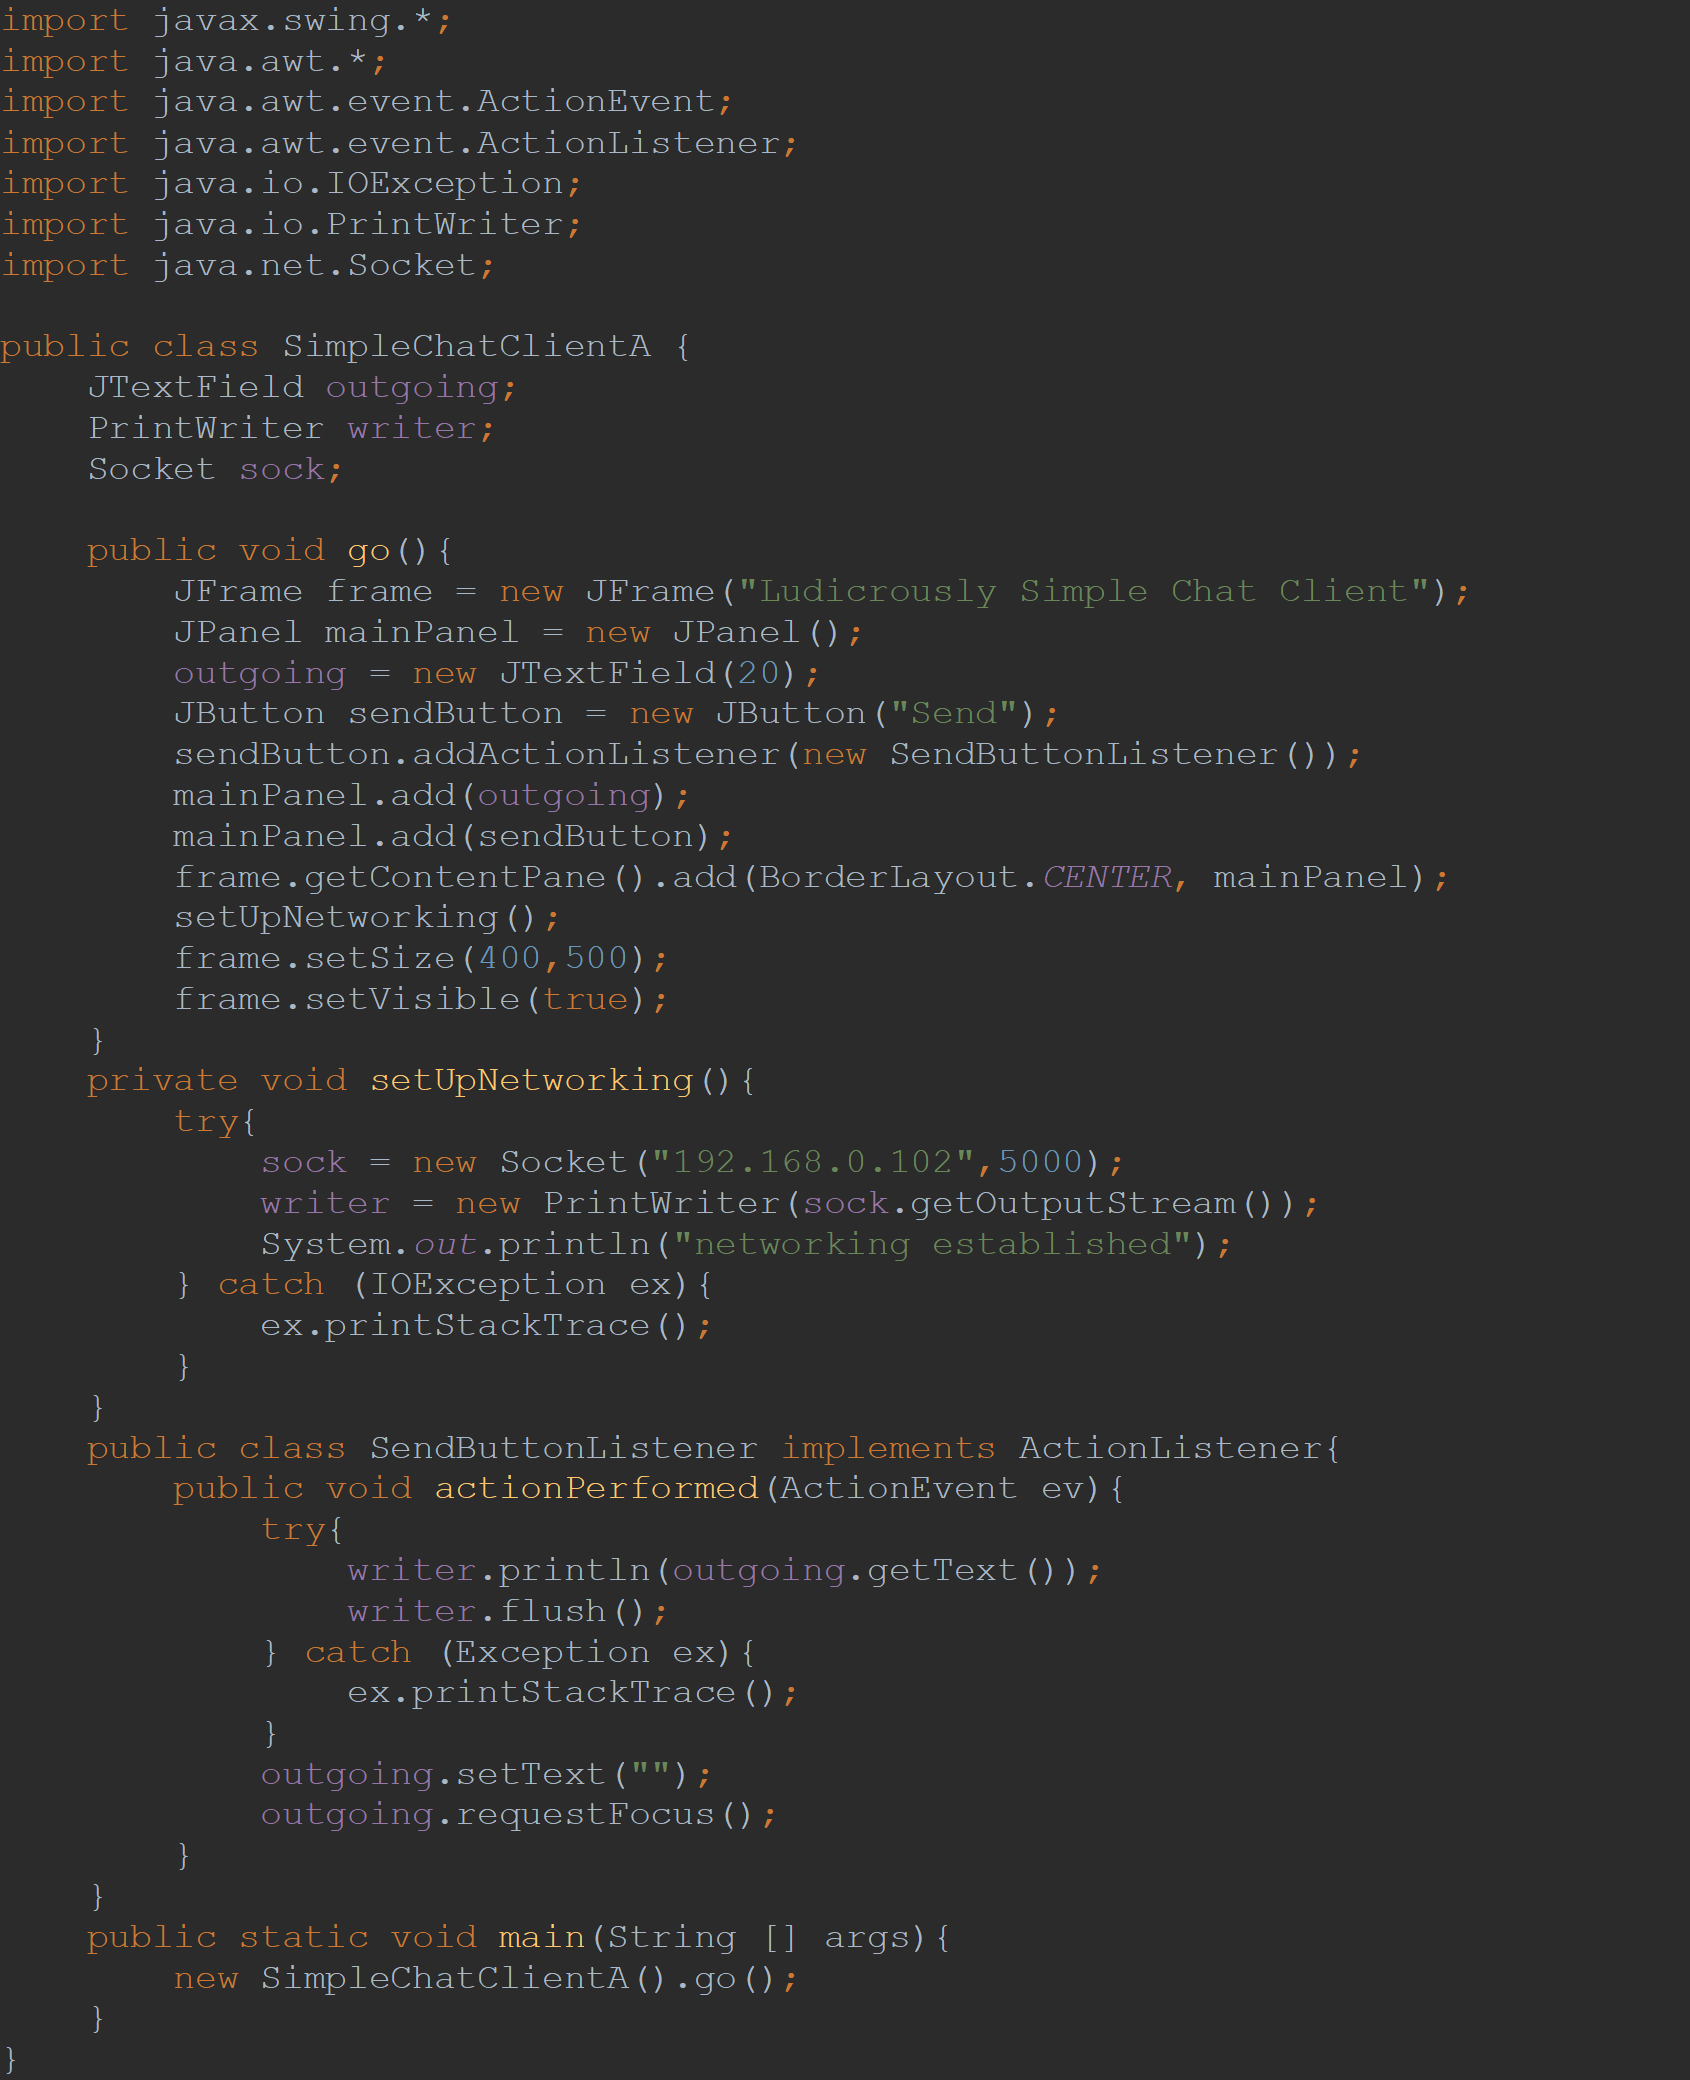 import javax.swing.*;
import java.awt.*;
import java.awt.event.ActionEvent;
import java.awt.event.ActionListener;
import java.io.IOException;
import java.io.PrintWriter;
import java.net.Socket;

public class SimpleChatClientA {
    JTextField outgoing;
    PrintWriter writer;
    Socket sock;

    public void go(){
        JFrame frame = new JFrame("Ludicrously Simple Chat Client");
        JPanel mainPanel = new JPanel();
        outgoing = new JTextField(20);
        JButton sendButton = new JButton("Send");
        sendButton.addActionListener(new SendButtonListener());
        mainPanel.add(outgoing);
        mainPanel.add(sendButton);
        frame.getContentPane().add(BorderLayout.CENTER, mainPanel);
        setUpNetworking();
        frame.setSize(400,500);
        frame.setVisible(true);
    }
    private void setUpNetworking(){
        try{
            sock = new Socket("192.168.0.102",5000);
            writer = new PrintWriter(sock.getOutputStream());
            System.out.println("networking established");
        } catch (IOException ex){
            ex.printStackTrace();
        }
    }
    public class SendButtonListener implements ActionListener{
        public void actionPerformed(ActionEvent ev){
            try{
                writer.println(outgoing.getText());
                writer.flush();
            } catch (Exception ex){
                ex.printStackTrace();
            }
            outgoing.setText("");
            outgoing.requestFocus();
        }
    }
    public static void main(String [] args){
        new SimpleChatClientA().go();
    }
}